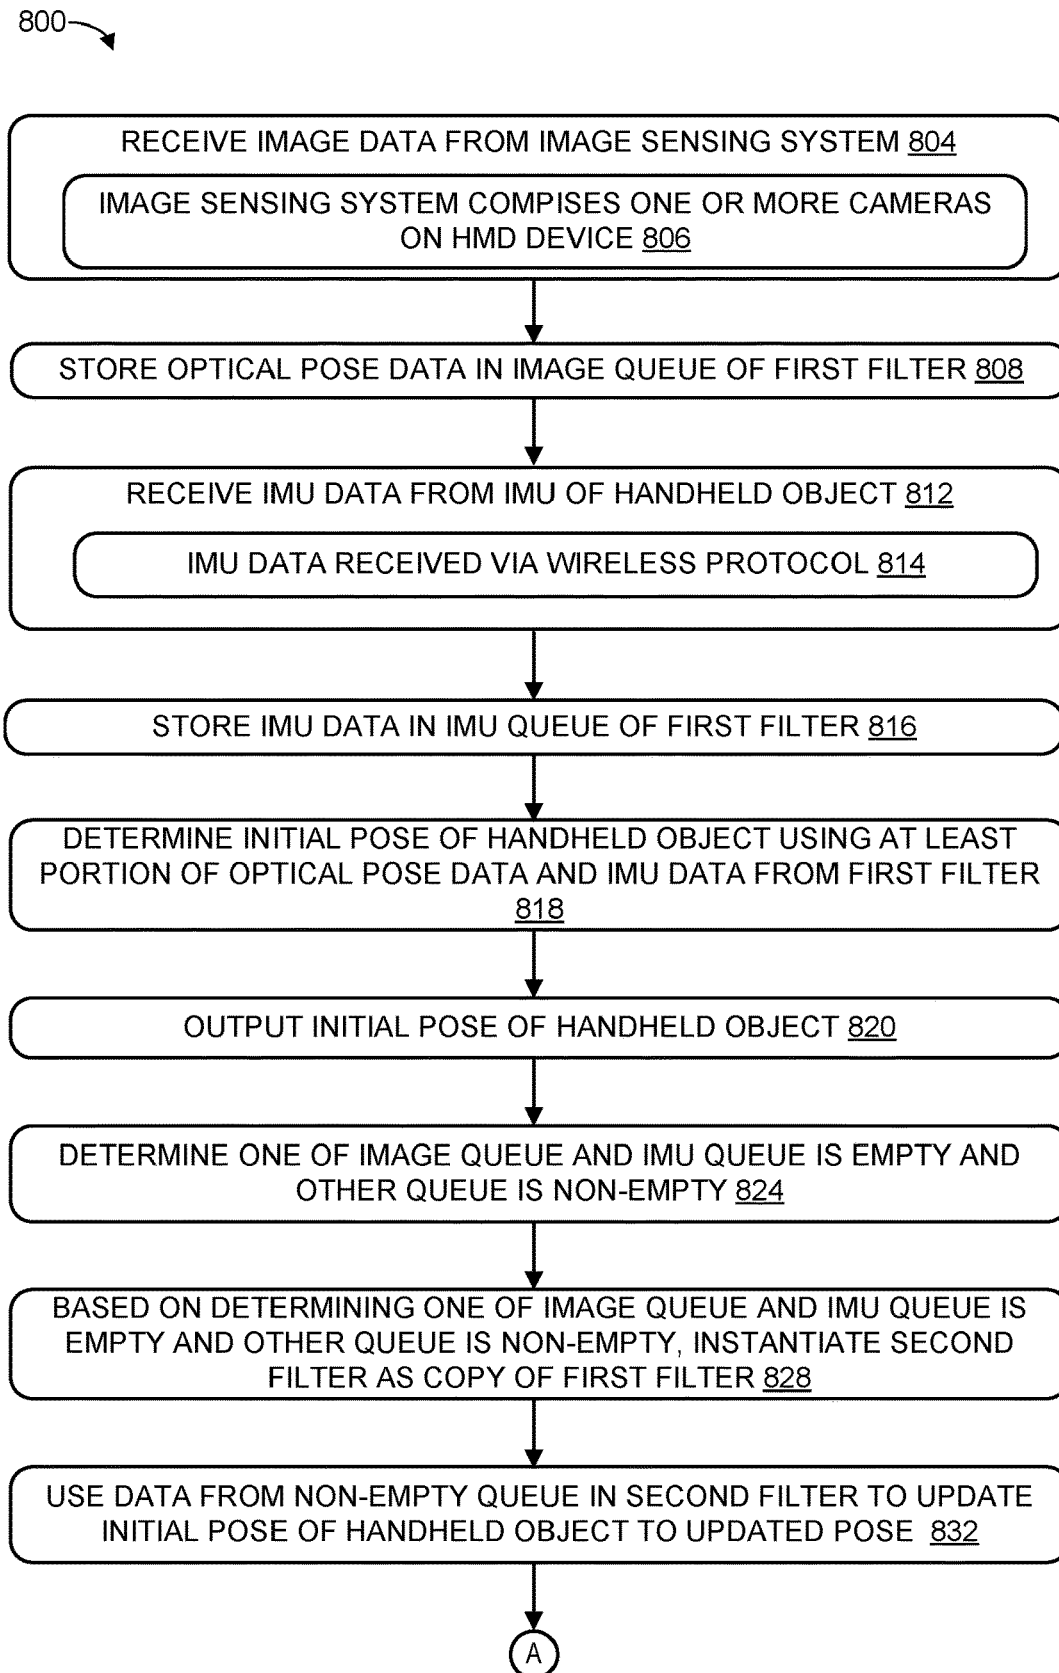 800
RECEIVE IMAGE DATA FROM IMAGE SENSING SYSTEM 804
IMAGE SENSING SYSTEM COMPISES ONE OR MORE CAMERAS
ON HMD DEVICE 806
STORE OPTICAL POSE DATA IN IMAGE QUEUE OF FIRST FILTER 808
RECEIVE IMU DATA FROM IMU OF HANDHELD OBJECT 812
IMU DATA RECEIVED VIA WIRELESS PROTOCOL 814
STORE IMU DATA IN IMU QUEUE OF FIRST FILTER 816
DETERMINE INITIAL POSE OF HANDHELD OBJECT USING AT LEAST
PORTION OF OPTICAL POSE DATA AND IMU DATA FROM FIRST FILTER
818
OUTPUT INITIAL POSE OF HANDHELD OBJECT 820
DETERMINE ONE OF IMAGE QUEUE AND IMU QUEUE IS EMPTY AND
OTHER QUEUE IS NON-EMPTY 824
BASED ON DETERMINING ONE OF IMAGE QUEUE AND IMU QUEUE IS
EMPTY AND OTHER QUEUE IS NON-EMPTY, INSTANTIATE SECOND
FILTER AS COPY OF FIRST FILTER 828
USE DATA FROM NON-EMPTY QUEUE IN SECOND FILTER TO UPDATE
INITIAL POSE OF HANDHELD OBJECT TO UPDATED POSE 832
A